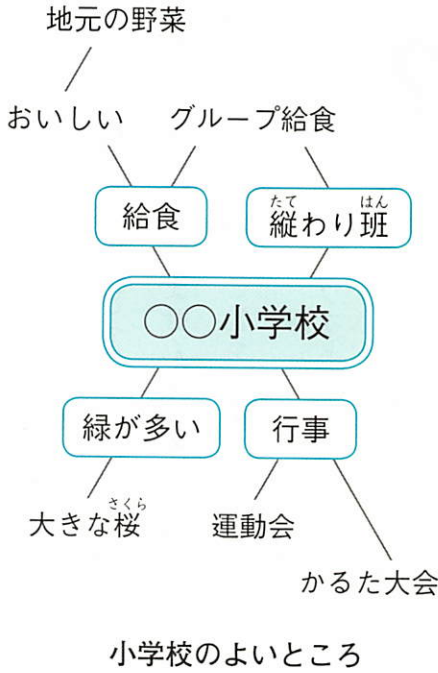 地元の野菜
おいしい
グループ給食
給食
縦わり班
たて
はん
○○小学校
緑が多い
行事
大きな桜
さくら
運動会
かるた大会
小学校のよいところ